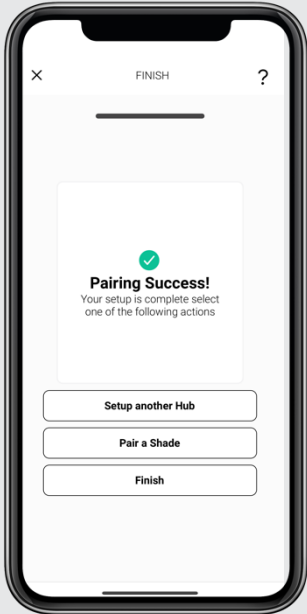 FINISH
?
Pairing Success!
Your setup is complete select
one of the following actions
Setup another Hub
Pair a Shade
Finish